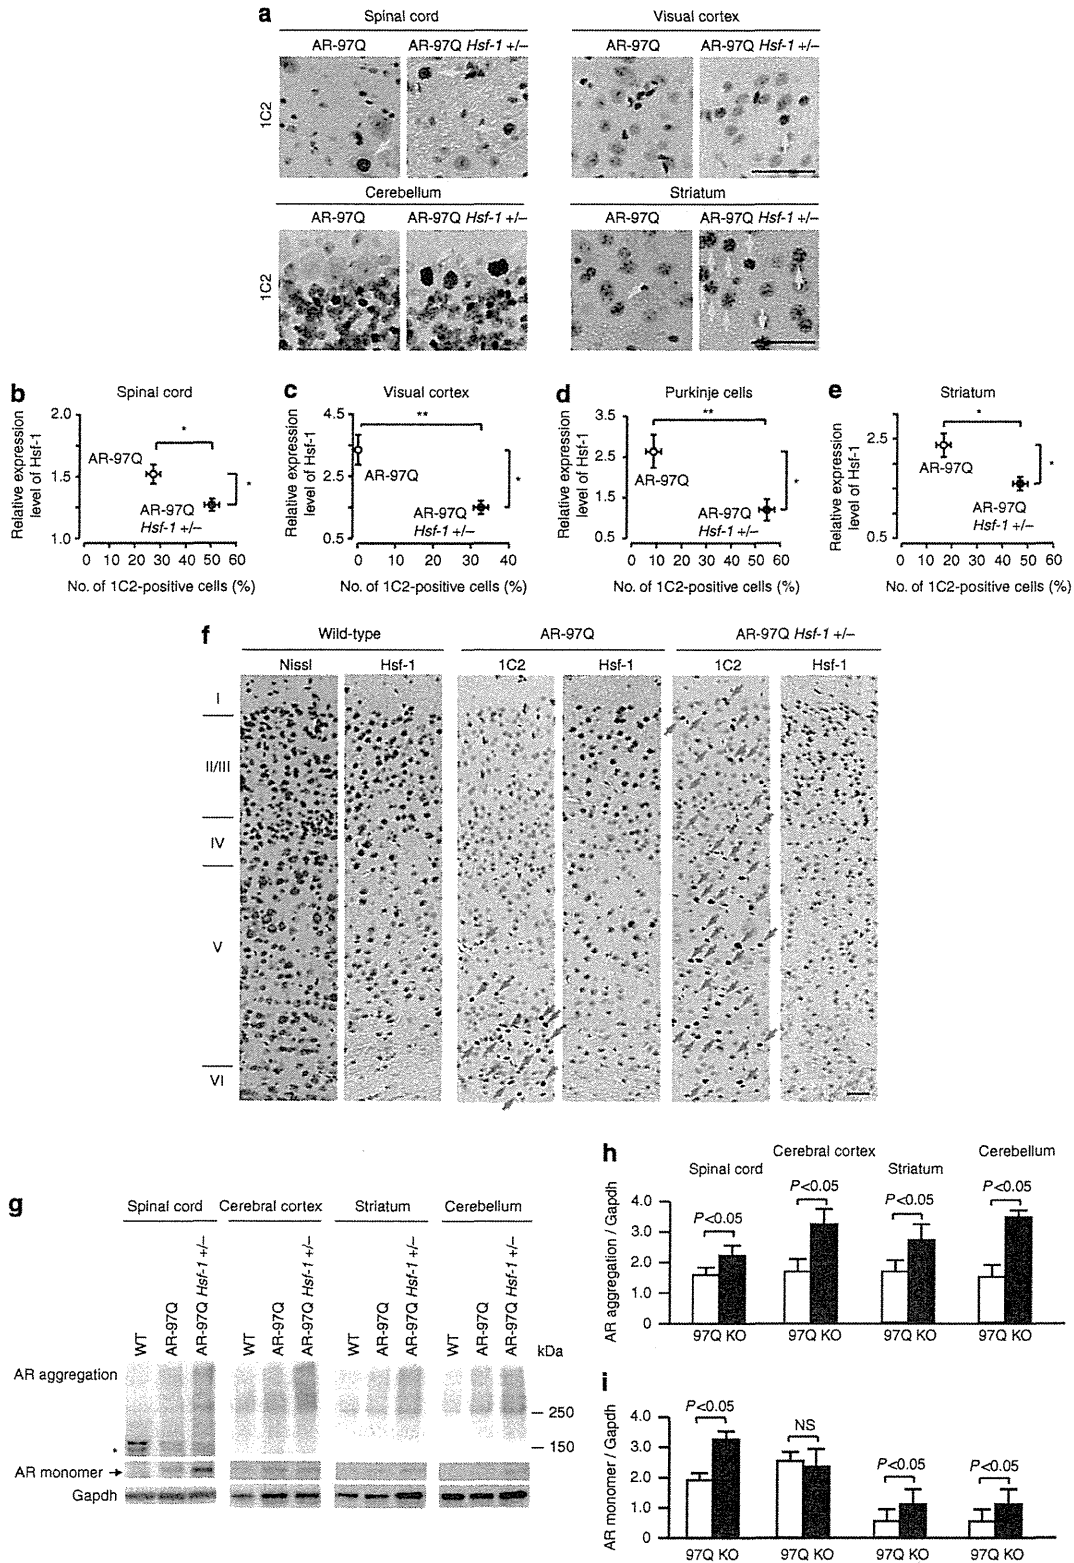 a
Spinal cord
Visual cortex
AR-97Q
AR-97Q Hsf-1 +/–
AR-97Q
AR-97Q Hsf-1 +/–
1C2
Cerebellum
Striatum
AR-97Q
AR-97Q Hsf-1 +/–
AR-97Q
AR-97Q Hsf-1 +/–
1C2
b
Spinal cord
Relative expression
level of Hsf-1
2.0
1.5
1.0
*
*
AR-97Q
AR-97Q
Hsf-1 +/–
0 10 20 30 40 50 60
No. of 1C2-positive cells (%)
c
Visual cortex
Relative expression
level of Hsf-1
4.5
2.5
1.5
0.5
**
*
AR-97Q
AR-97Q
Hsf-1 +/–
0 10 20 30 40
No. of 1C2-positive cells (%)
d
Purkinje cells
Relative expression
level of Hsf-1
3.5
2.5
1.5
0.5
**
*
AR-97Q
AR-97Q
Hsf-1 +/–
0 10 20 30 40 50 60
No. of 1C2-positive cells (%)
e
Striatum
Relative expression
level of Hsf-1
2.5
0.5
*
*
AR-97Q
AR-97Q
Hsf-1 +/–
0 10 20 30 40 50 60
No. of 1C2-positive cells (%)
f
Wild-type
AR-97Q
AR-97Q Hsf-1 +/–
Nissl
Hsf-1
1C2
Hsf-1
1C2
Hsf-1
I
II/III
IV
V
VI
g
Spinal cord
Cerebral cortex
Striatum
Cerebellum
WT
AR-97Q
AR-97Q Hsf-1 +/–
WT
AR-97Q
AR-97Q Hsf-1 +/–
WT
AR-97Q
AR-97Q Hsf-1 +/–
WT
AR-97Q
AR-97Q Hsf-1 +/–
kDa
AR aggregation
– 250
– 150
*
AR monomer →
Gapdh
h
Spinal cord
Cerebral cortex
Striatum
Cerebellum
AR aggregation / Gapdh
4.0
3.0
2.0
1.0
0
P<0.05
P<0.05
P<0.05
P<0.05
97Q KO
97Q KO
97Q KO
97Q KO
i
AR monomer / Gapdh
4.0
3.0
2.0
1.0
0
P<0.05
NS
P<0.05
P<0.05
97Q KO
97Q KO
97Q KO
97Q KO